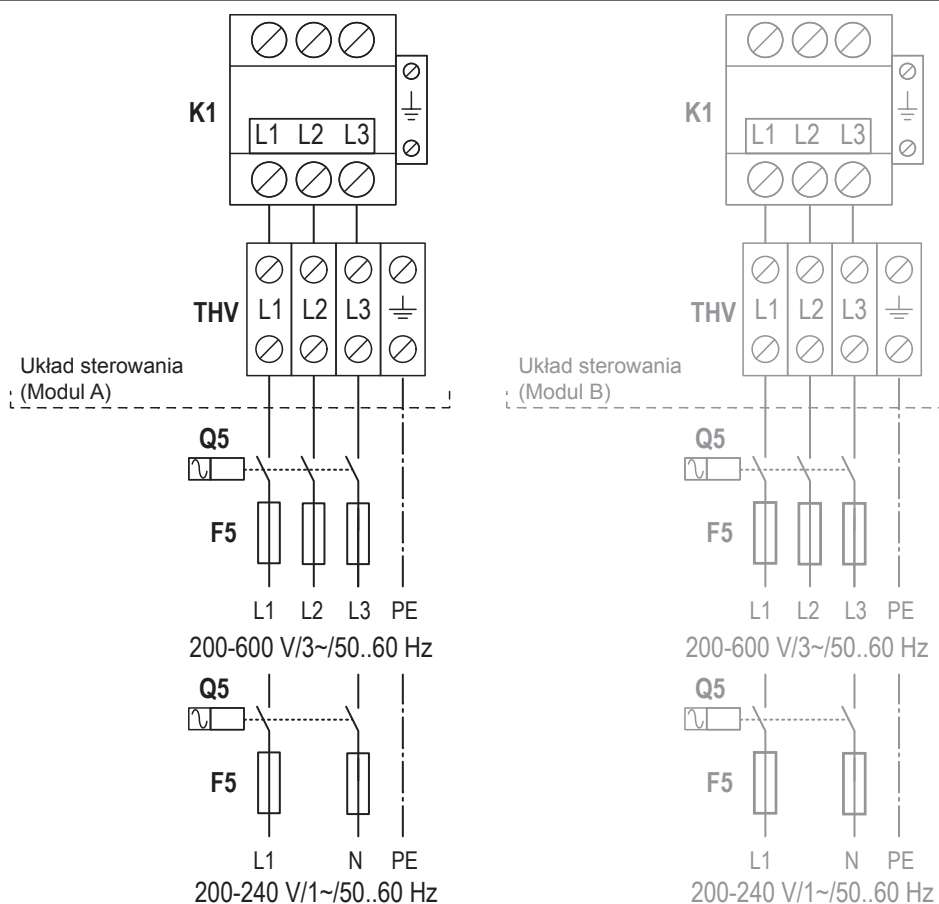 K1
L1 L2 L3
THV
L1 L2 L3
Układ sterowania
(Modul A)
Q5
F5
L1 L2 L3 PE
200-600 V/3~/50..60 Hz
Q5
F5
L1 N PE
200-240 V/1~/50..60 Hz
K1
L1 L2 L3
THV
L1 L2 L3
Układ sterowania
(Modul B)
Q5
F5
L1 L2 L3 PE
200-600 V/3~/50..60 Hz
Q5
F5
L1 N PE
200-240 V/1~/50..60 Hz